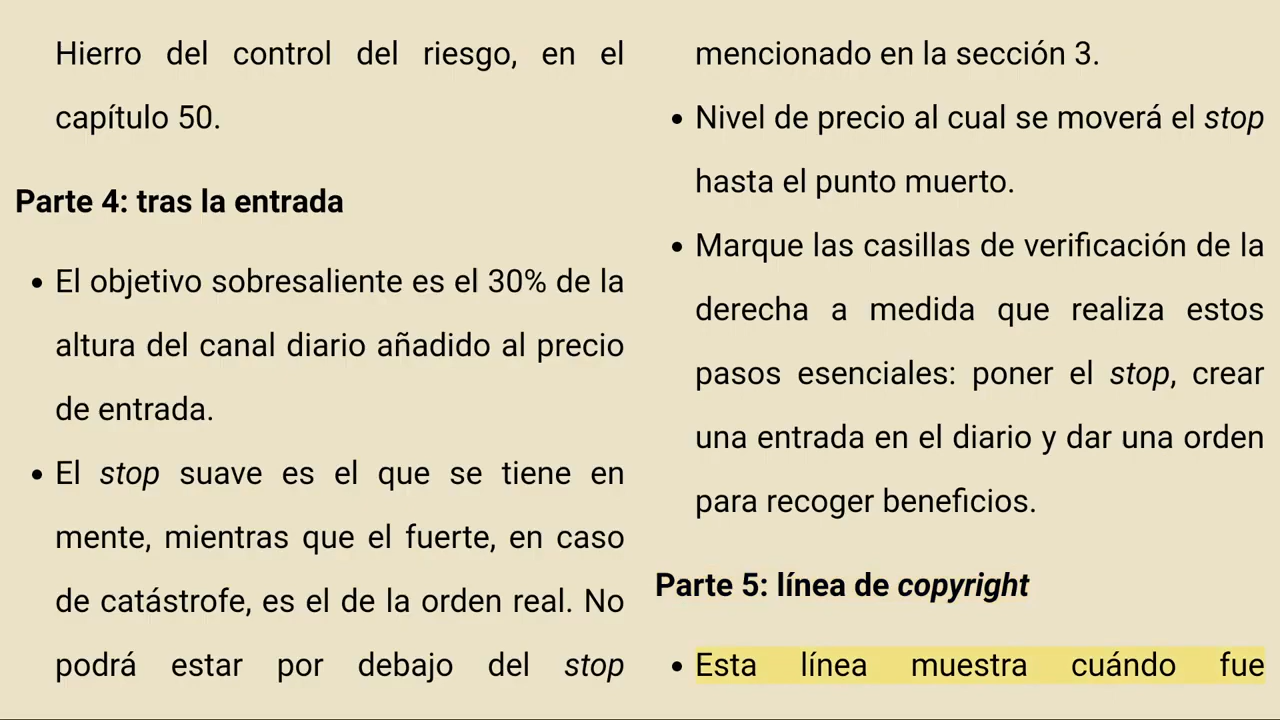 Hierro del control del riesgo, en el
capítulo 50.
Parte 4: tras la entrada
• El objetivo sobresaliente es el 30% de la
altura del canal diario añadido al precio
de entrada.
• El stop suave es el que se tiene en
mente, mientras que el fuerte, en caso
de catástrofe, es el de la orden real. No
podrá estar por debajo del stop
mencionado en la sección 3.
• Nivel de precio al cual se moverá el stop
hasta el punto muerto.
• Marque las casillas de verificación de la
derecha a medida que realiza estos
pasos esenciales: poner el stop, crear
una entrada en el diario y dar una orden
para recoger beneficios.
Parte 5: línea de copyright
• Esta línea muestra cuándo fue